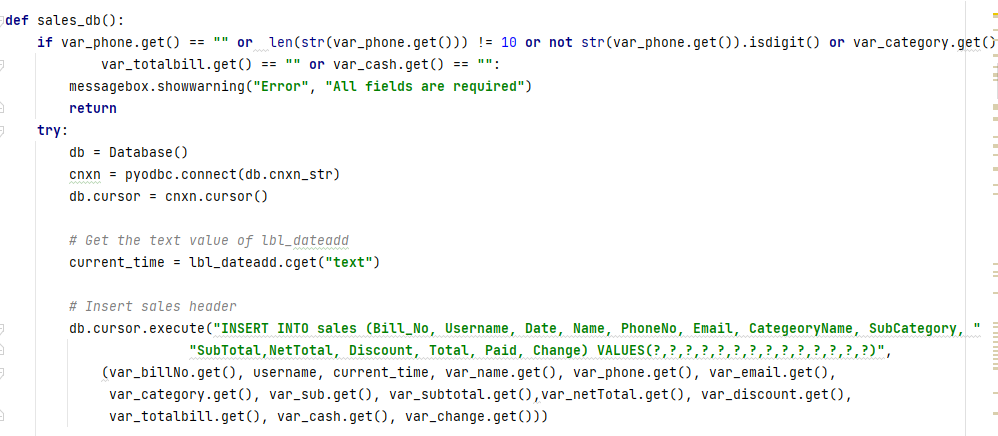 def sales_db():
    if var_phone.get() == "" or  len(str(var_phone.get())) != 10 or not str(var_phone.get()).isdigit() or var_category.get()
            var_totalbill.get() == "" or var_cash.get() == "":
        messagebox.showwarning("Error", "All fields are required")
        return
    try:
        db = Database()
        cnxn = pyodbc.connect(db.cnxn_str)
        db.cursor = cnxn.cursor()
        # Get the text value of lbl_dateadd
        current_time = lbl_dateadd.cget("text")
        # Insert sales header
        db.cursor.execute("INSERT INTO sales (Bill_No, Username, Date, Name, PhoneNo, Email, CategeoryName, SubCategory, "
                       "SubTotal,NetTotal, Discount, Total, Paid, Change) VALUES(?,?,?,?,?,?,?,?,?,?,?,?,?,?)",
            (var_billNo.get(), username, current_time, var_name.get(), var_phone.get(), var_email.get(),
             var_category.get(), var_sub.get(), var_subtotal.get(),var_netTotal.get(), var_discount.get(),
             var_totalbill.get(), var_cash.get(), var_change.get()))